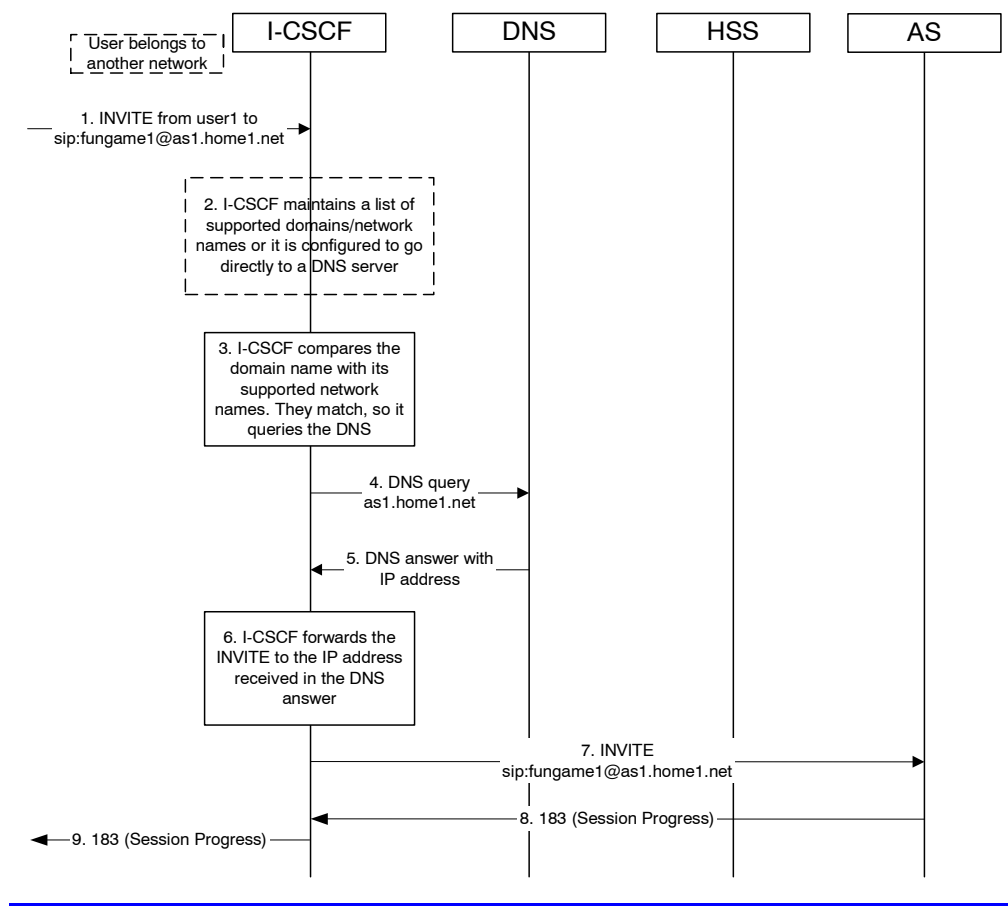 I-CSCF
DNS
HSS
AS
User belongs to
another network
1. INVITE from user1 to
sip:fungame1@as1.home1.net
2. I-CSCF maintains a list of
supported domains/network
names or it is configured to go
directly to a DNS server
3. I-CSCF compares the
domain name with its
supported network
names. They match, so it
queries the DNS
4. DNS query
as1.home1.net
5. DNS answer with
IP address
6. I-CSCF forwards the
INVITE to the IP address
received in the DNS
answer
7. INVITE
sip:fungame1@as1.home1.net
8. 183 (Session Progress)
9. 183 (Session Progress)